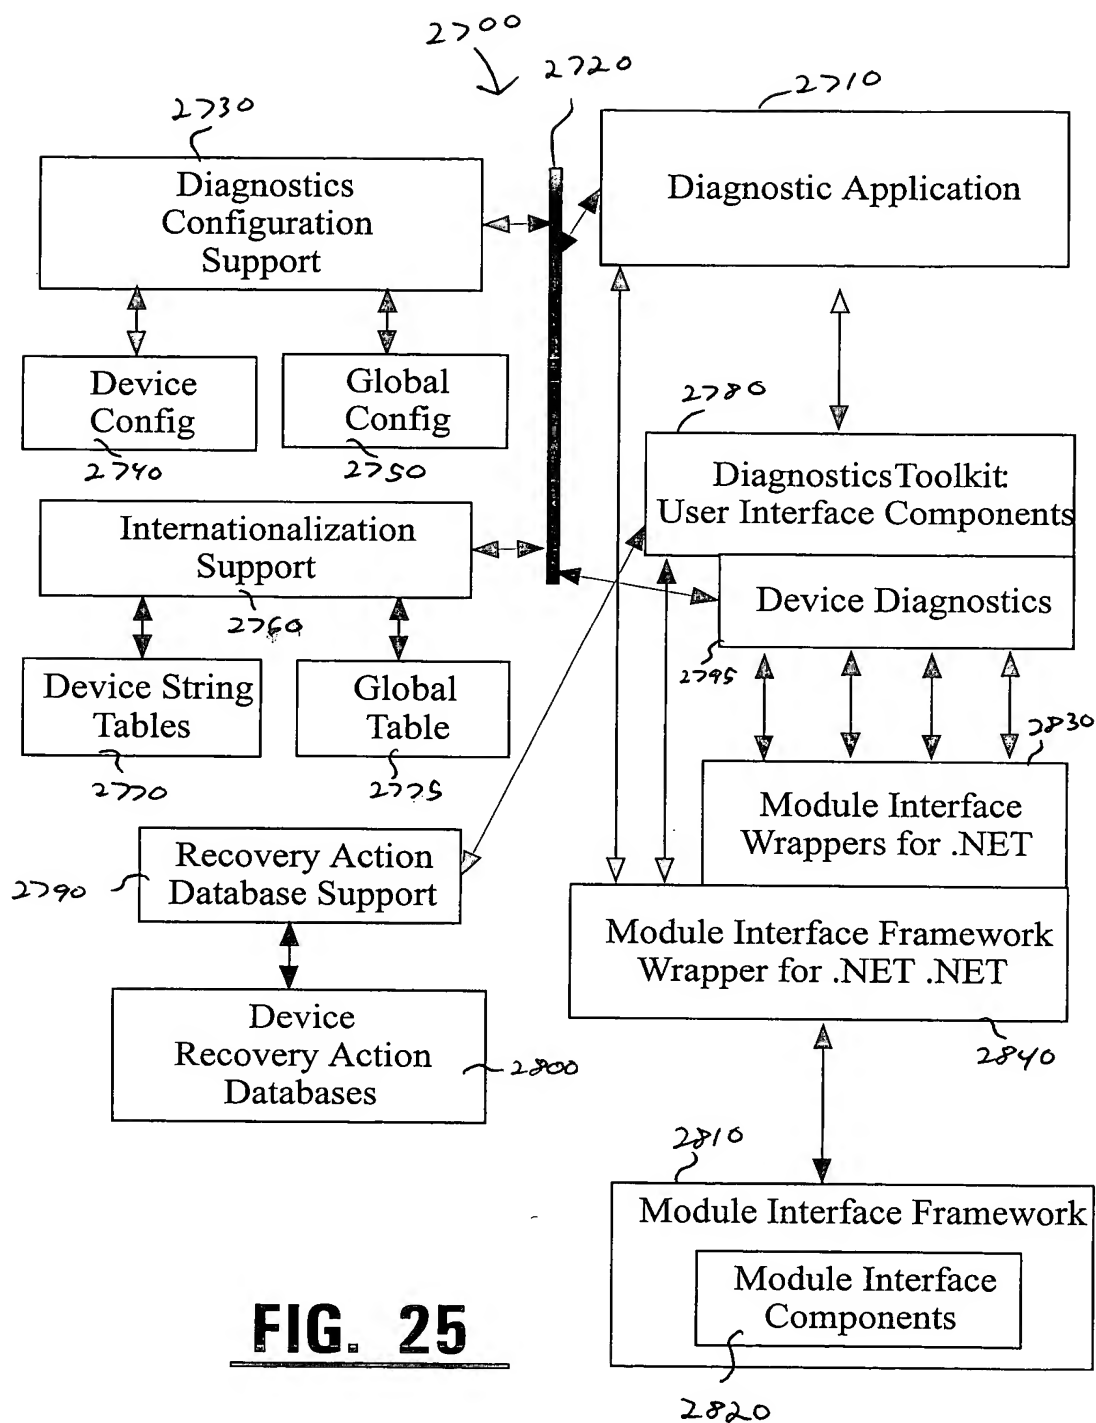 2700
2720
2710
2730
Diagnostics
Configuration
Support
Diagnostic Application
Device
Config
2740
Global
Config
2750
2780
DiagnosticsToolkit:
User Interface Components
Internationalization
Support
2760
Device Diagnostics
2795
Device String
Tables
2770
Global
Table
2775
2830
Module Interface
Wrappers for .NET
2790
Recovery Action
Database Support
Module Interface Framework
Wrapper for .NET .NET
2840
Device
Recovery Action
Databases
2800
2810
Module Interface Framework
Module Interface
Components
2820
FIG. 25